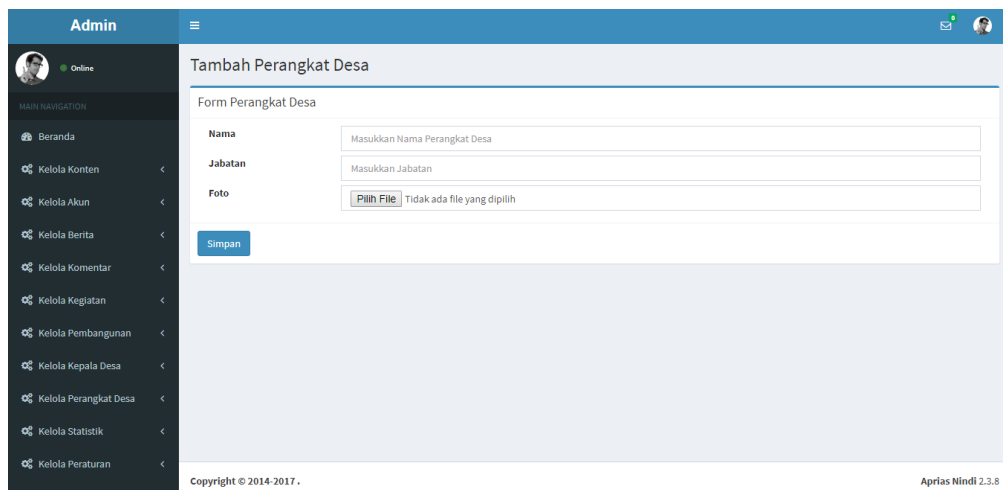 Admin
0
Online
MAIN NAVIGATION
Beranda
Kelola Konten
Kelola Akun
Kelola Berita
Kelola Komentar
Kelola Kegiatan
Kelola Pembangunan
Kelola Kepala Desa
Kelola Perangkat Desa
Kelola Statistik
Kelola Peraturan
Tambah Perangkat Desa
Form Perangkat Desa
Nama Masukkan Nama Perangkat Desa
Jabatan Masukkan Jabatan
Foto Pilih File Tidak ada file yang dipilih
Simpan
Copyright © 2014-2017 . Aprias Nindi 2.3.8